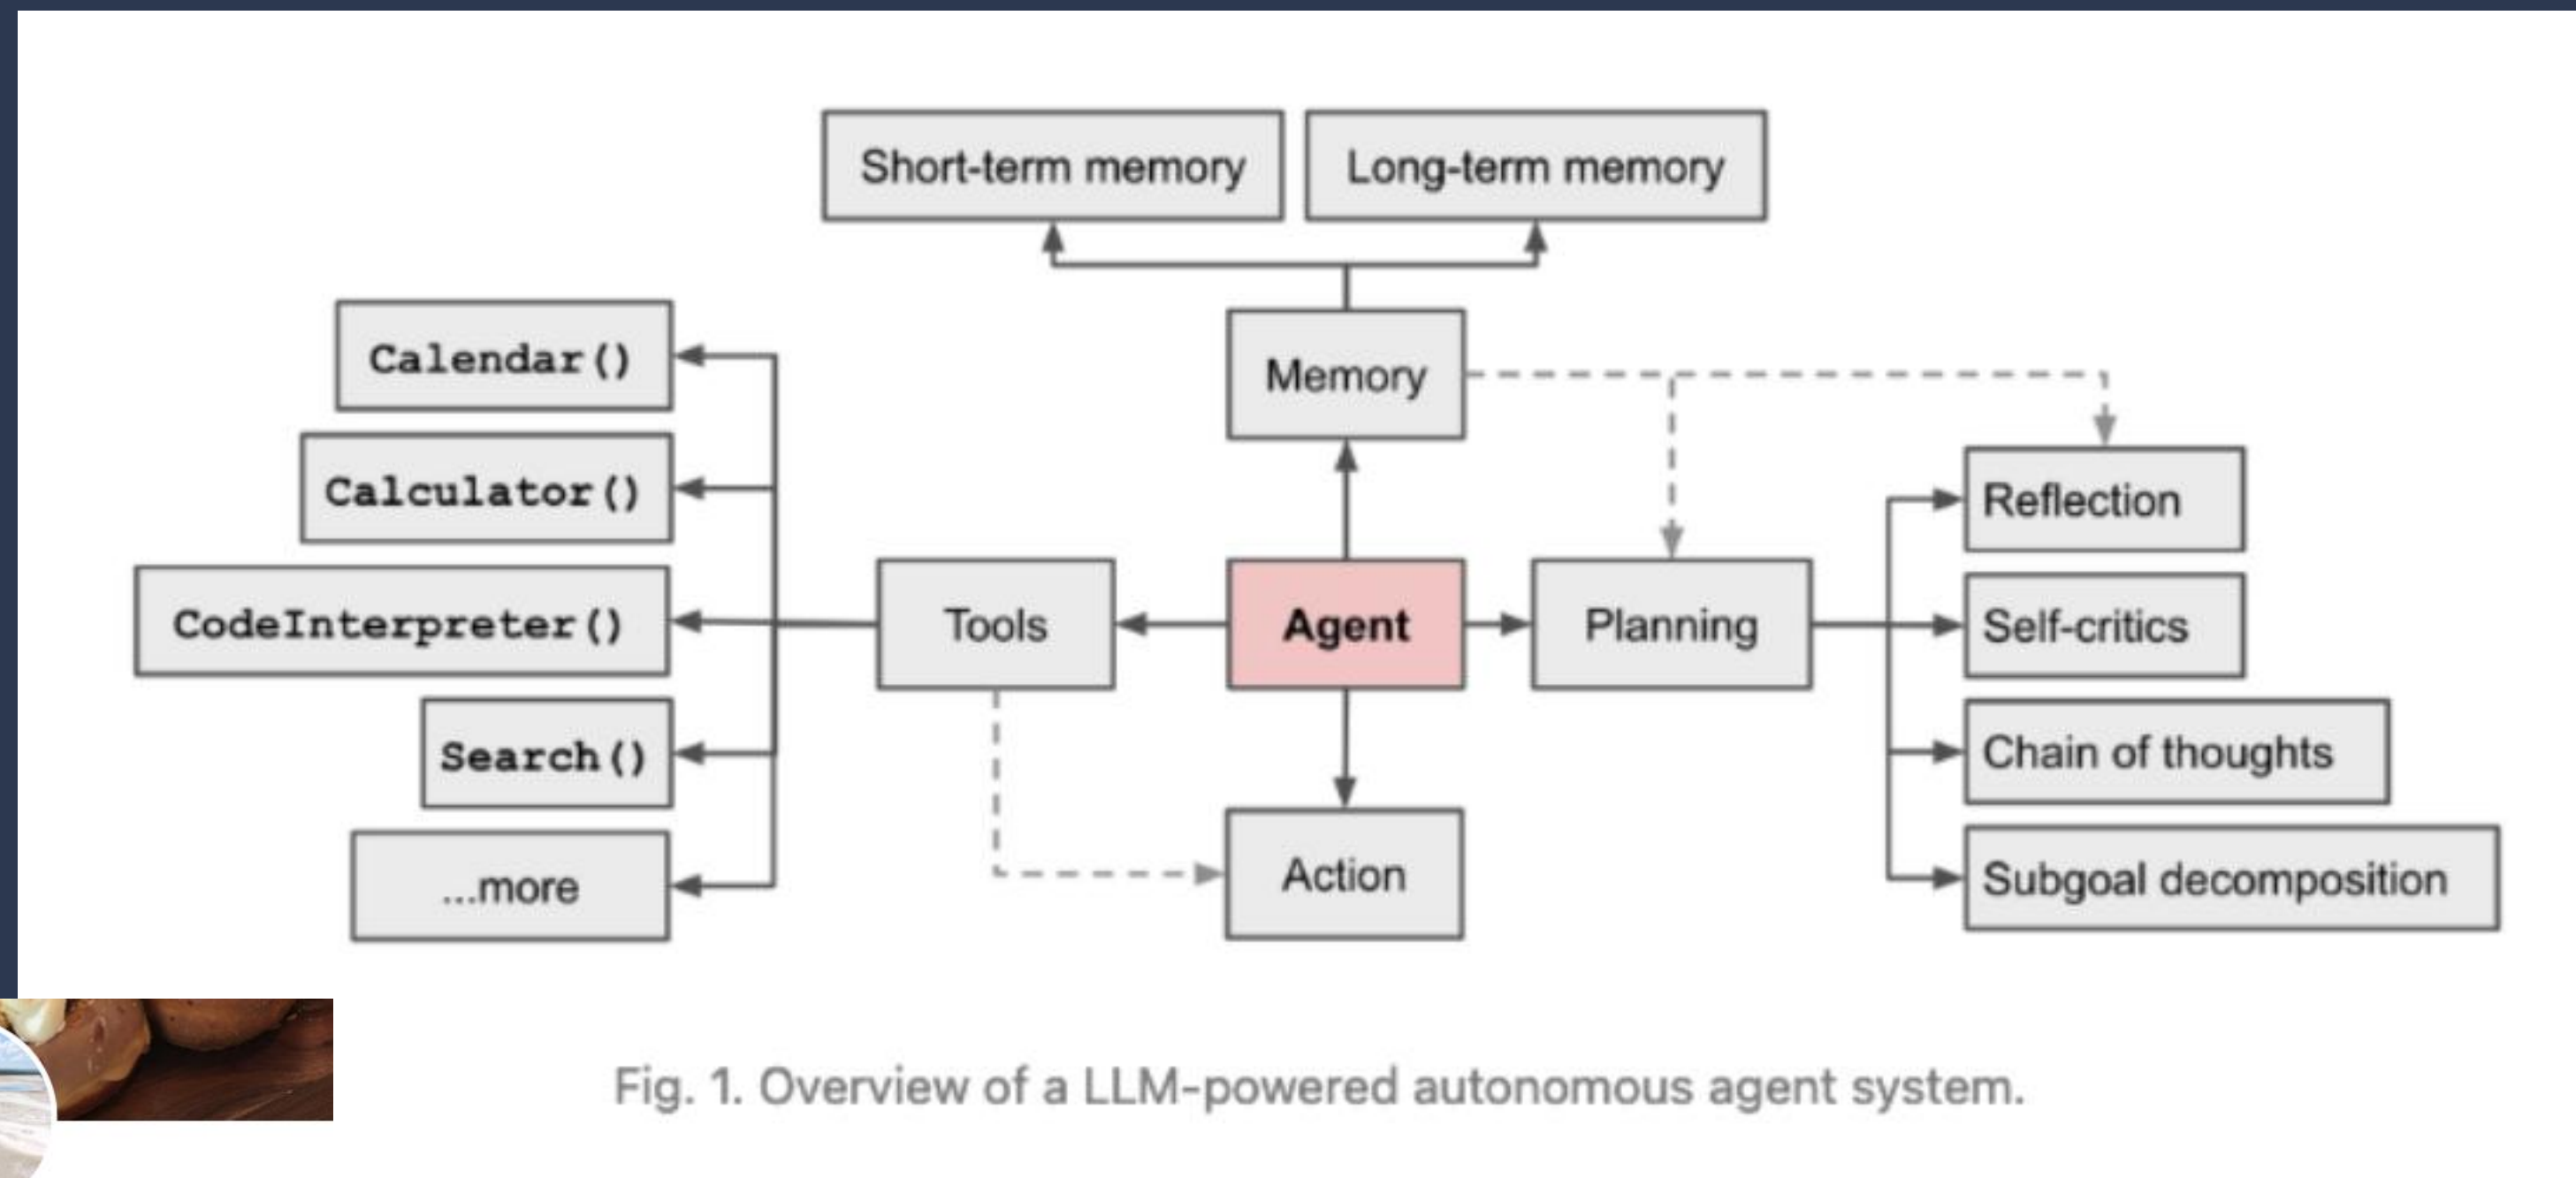 Short-term memory
Long-term memory
Calendar()
Memory
Calculator()
Reflection
CodeInterpreter()
Tools
Agent
Planning
Self-critics
Search()
Chain of thoughts
...more
Action
Subgoal decomposition
Fig. 1. Overview of a LLM-powered autonomous agent system.